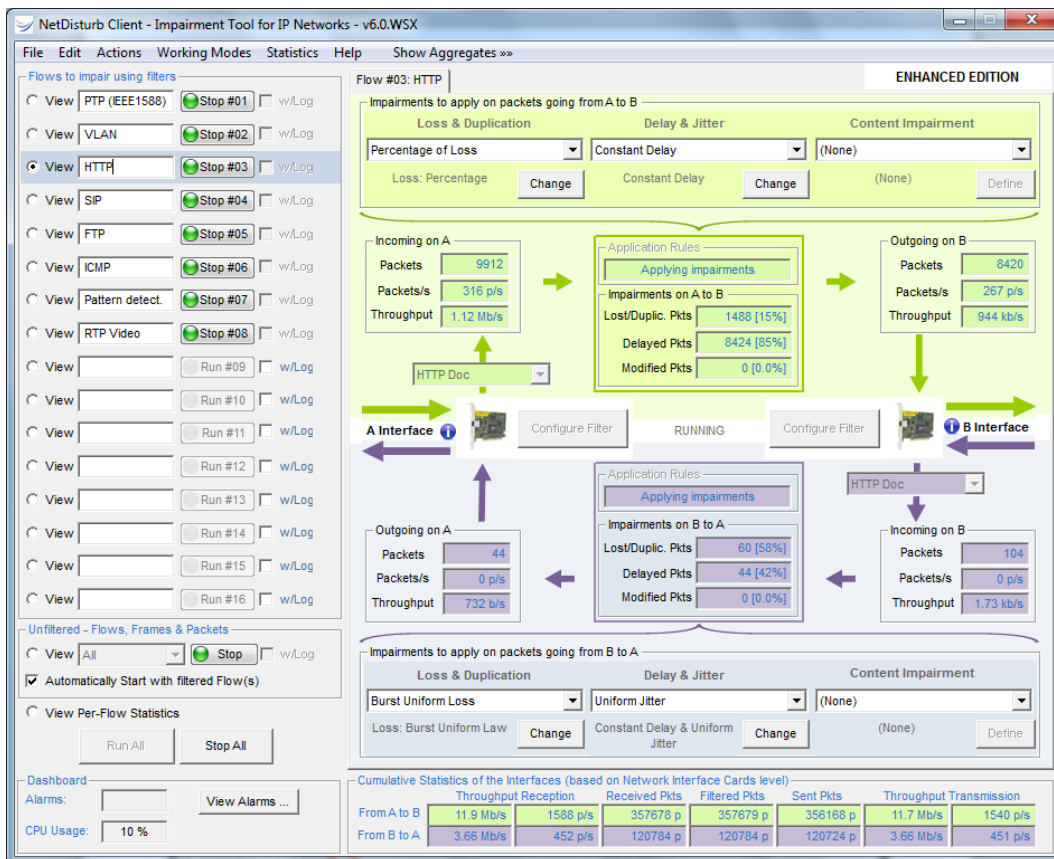 NetDisturb Client - Impairment Tool for IP Networks - v6.0.WSX
File Edit Actions Working Modes Statistics Help Show Aggregates »»
Flows to impair using filters
View PTP (IEEE1588) Stop #01 w/Log
View VLAN Stop #02 w/Log
View HTTP Stop #03 w/Log
View SIP Stop #04 w/Log
View FTP Stop #05 w/Log
View ICMP Stop #06 w/Log
View Pattern detect. Stop #07 w/Log
View RTP Video Stop #08 w/Log
View Run #09 w/Log
View Run #10 w/Log
View Run #11 w/Log
View Run #12 w/Log
View Run #13 w/Log
View Run #14 w/Log
View Run #15 w/Log
View Run #16 w/Log
Unfiltered - Flows, Frames & Packets
View All Stop w/Log
Automatically Start with filtered Flow(s)
View Per-Flow Statistics
Run All Stop All
Dashboard
Alarms: View Alarms ...
CPU Usage: 10 %
Flow #03: HTTP ENHANCED EDITION
Impairments to apply on packets going from A to B
Loss & Duplication Delay & Jitter Content Impairment
Percentage of Loss Constant Delay (None)
Loss: Percentage Change Constant Delay Change (None) Define
Incoming on A
Packets 9912
Packets/s 316 p/s
Throughput 1.12 Mb/s
HTTP Doc
Application Rules
Applying impairments
Impairments on A to B
Lost/Duplic. Pkts 1488 [15%]
Delayed Pkts 8424 [85%]
Modified Pkts 0 [0.0%]
Outgoing on B
Packets 8420
Packets/s 267 p/s
Throughput 944 kb/s
A Interface Configure Filter RUNNING Configure Filter B Interface
HTTP Doc
Outgoing on A
Packets 44
Packets/s 0 p/s
Throughput 732 b/s
Application Rules
Applying impairments
Impairments on B to A
Lost/Duplic. Pkts 60 [58%]
Delayed Pkts 44 [42%]
Modified Pkts 0 [0.0%]
Incoming on B
Packets 104
Packets/s 0 p/s
Throughput 1.73 kb/s
Impairments to apply on packets going from B to A
Loss & Duplication Delay & Jitter Content Impairment
Burst Uniform Loss Uniform Jitter (None)
Loss: Burst Uniform Law Change Constant Delay & Uniform Jitter Change (None) Define
Cumulative Statistics of the Interfaces (based on Network Interface Cards level)
Throughput Reception Received Pkts Filtered Pkts Sent Pkts Throughput Transmission
From A to B 11.9 Mb/s 1588 p/s 357678 p 357679 p 356168 p 11.7 Mb/s 1540 p/s
From B to A 3.66 Mb/s 452 p/s 120784 p 120784 p 120724 p 3.66 Mb/s 451 p/s